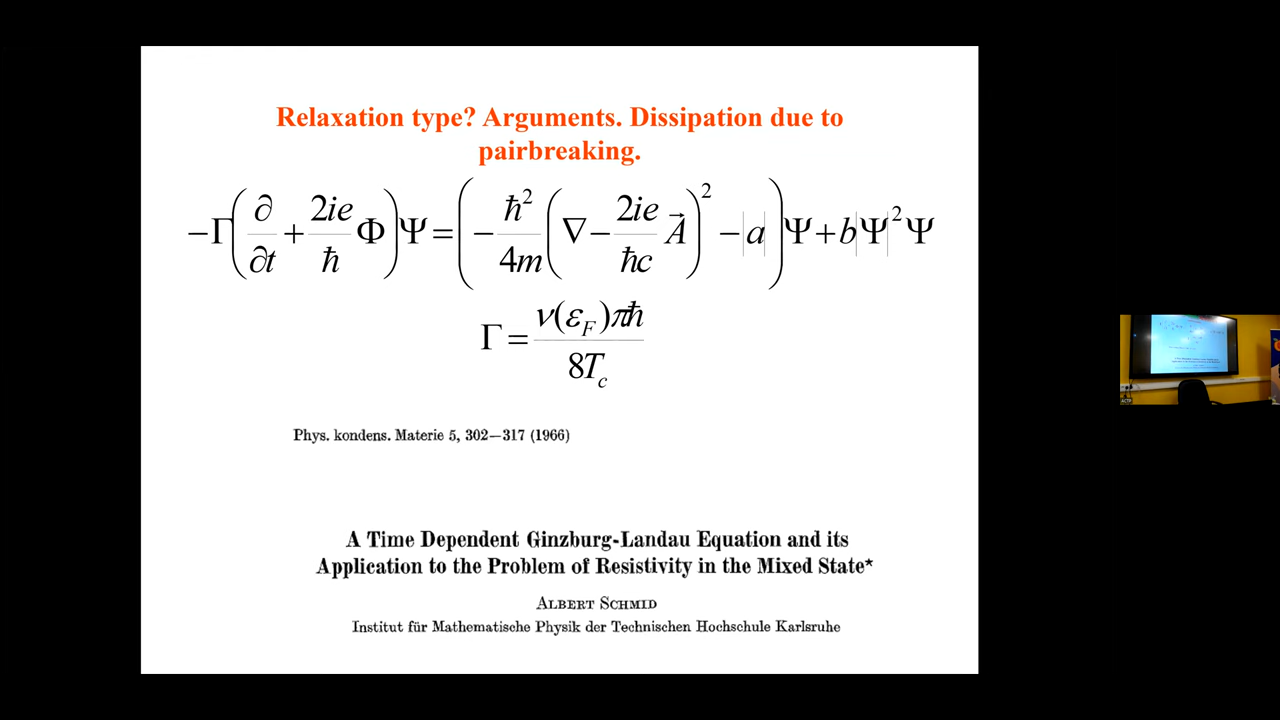 Relaxation type? Arguments. Dissipation due to
pairbreaking.
−Γ(∂/∂t + 2ie/ħ Φ)Ψ = (−ħ²/4m (∇ − 2ie/ħc A⃗)² − |a|)Ψ + b|Ψ|²Ψ
Γ = ν(ε_F)πħ / 8T_c
Phys. kondens. Materie 5, 302—317 (1966)
A Time Dependent Ginzburg-Landau Equation and its
Application to the Problem of Resistivity in the Mixed State*
ALBERT SCHMID
Institut für Mathematische Physik der Technischen Hochschule Karlsruhe